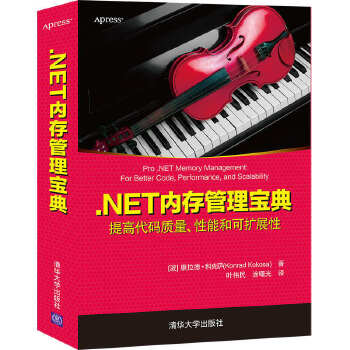 Apress®
.NET内存管理宝典
清华大学出版社
Apress®
Pro .NET Memory Management:
For Better Code, Performance, and Scalability
.NET内存管理宝典
提高代码质量、性能和可扩展性
[波] 康拉德·科科萨(Konrad Kokosa) 著
叶伟民 涂曙光 译
清华大学出版社